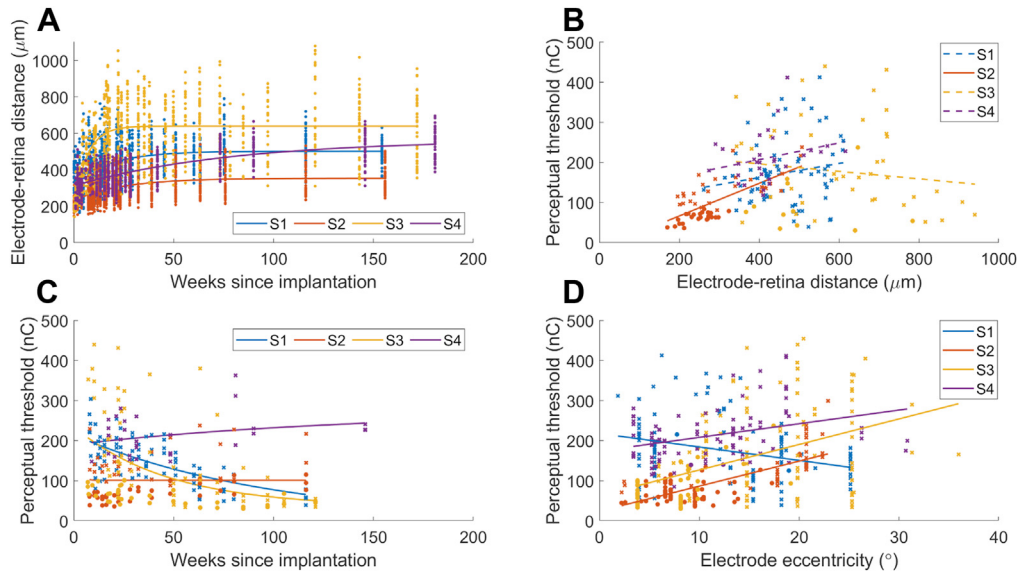 A
Electrode-retina distance (μm)
1000
800
600
400
200
0
0 50 100 150 200
Weeks since implantation
S1 S2 S3 S4
B
Perceptual threshold (nC)
500
400
300
200
100
0
0 200 400 600 800 1000
Electrode-retina distance (μm)
S1
S2
S3
S4
C
Perceptual threshold (nC)
500
400
300
200
100
0
0 50 100 150 200
Weeks since implantation
S1 S2 S3 S4
D
Perceptual threshold (nC)
500
400
300
200
100
0
0 10 20 30 40
Electrode eccentricity (°)
S1
S2
S3
S4